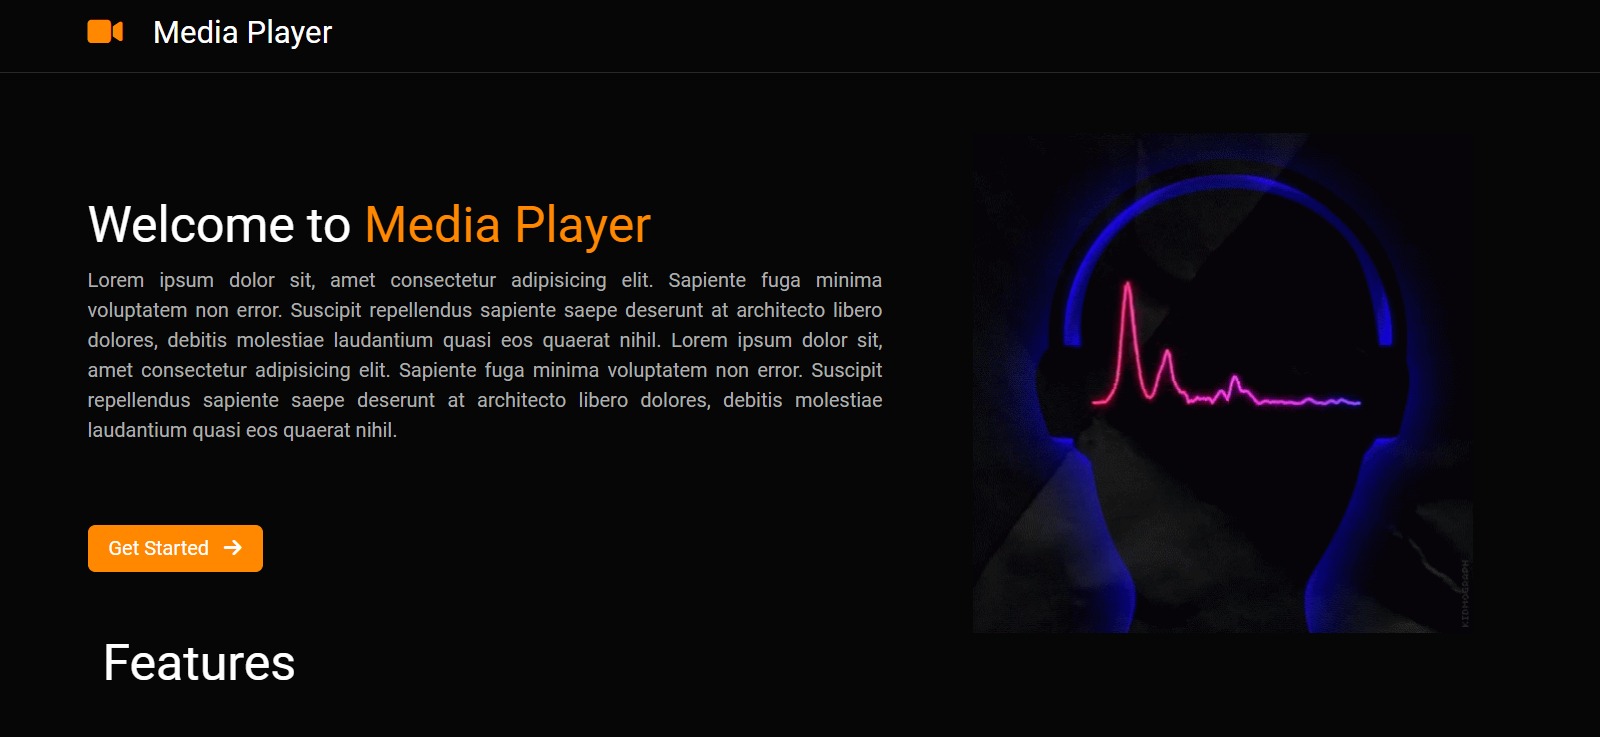 Media Player
Welcome to Media Player
Lorem ipsum dolor sit, amet consectetur adipisicing elit. Sapiente fuga minima
voluptatem non error. Suscipit repellendus sapiente saepe deserunt at architecto libero
dolores, debitis molestiae laudantium quasi eos quaerat nihil. Lorem ipsum dolor sit,
amet consectetur adipisicing elit. Sapiente fuga minima voluptatem non error. Suscipit
repellendus sapiente saepe deserunt at architecto libero dolores, debitis molestiae
laudantium quasi eos quaerat nihil.
Get Started
KIDMOGRAPH
Features